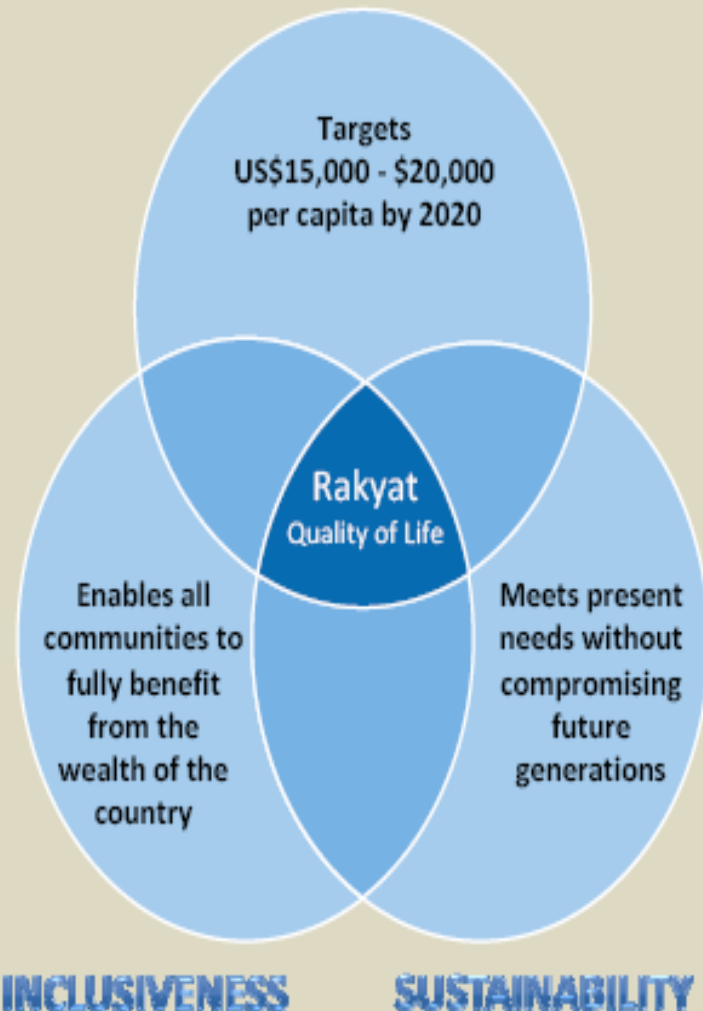 Targets
US$15,000 - $20,000
per capita by 2020
Rakyat
Quality of Life
Enables all
communities to
fully benefit
from the
wealth of the
country
Meets present
needs without
compromising
future
generations
INCLUSIVENESS
SUSTAINABILITY